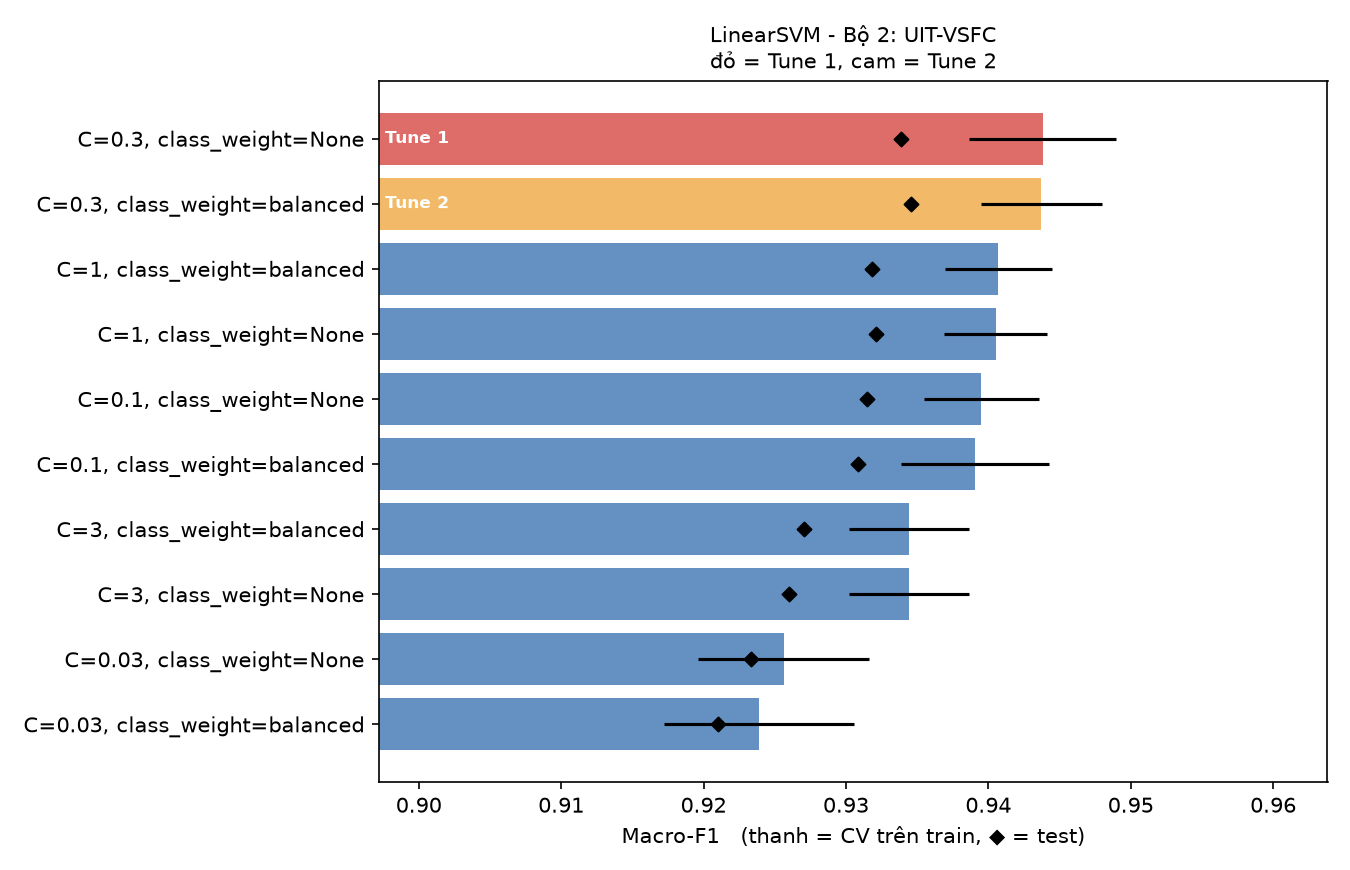 LinearSVM - Bộ 2: UIT-VSFC
đỏ = Tune 1, cam = Tune 2
C=0.3, class_weight=None
Tune 1
C=0.3, class_weight=balanced
Tune 2
C=1, class_weight=balanced
C=1, class_weight=None
C=0.1, class_weight=None
C=0.1, class_weight=balanced
C=3, class_weight=balanced
C=3, class_weight=None
C=0.03, class_weight=None
C=0.03, class_weight=balanced
0.90 0.91 0.92 0.93 0.94 0.95 0.96
Macro-F1 (thanh = CV trên train, ◆ = test)